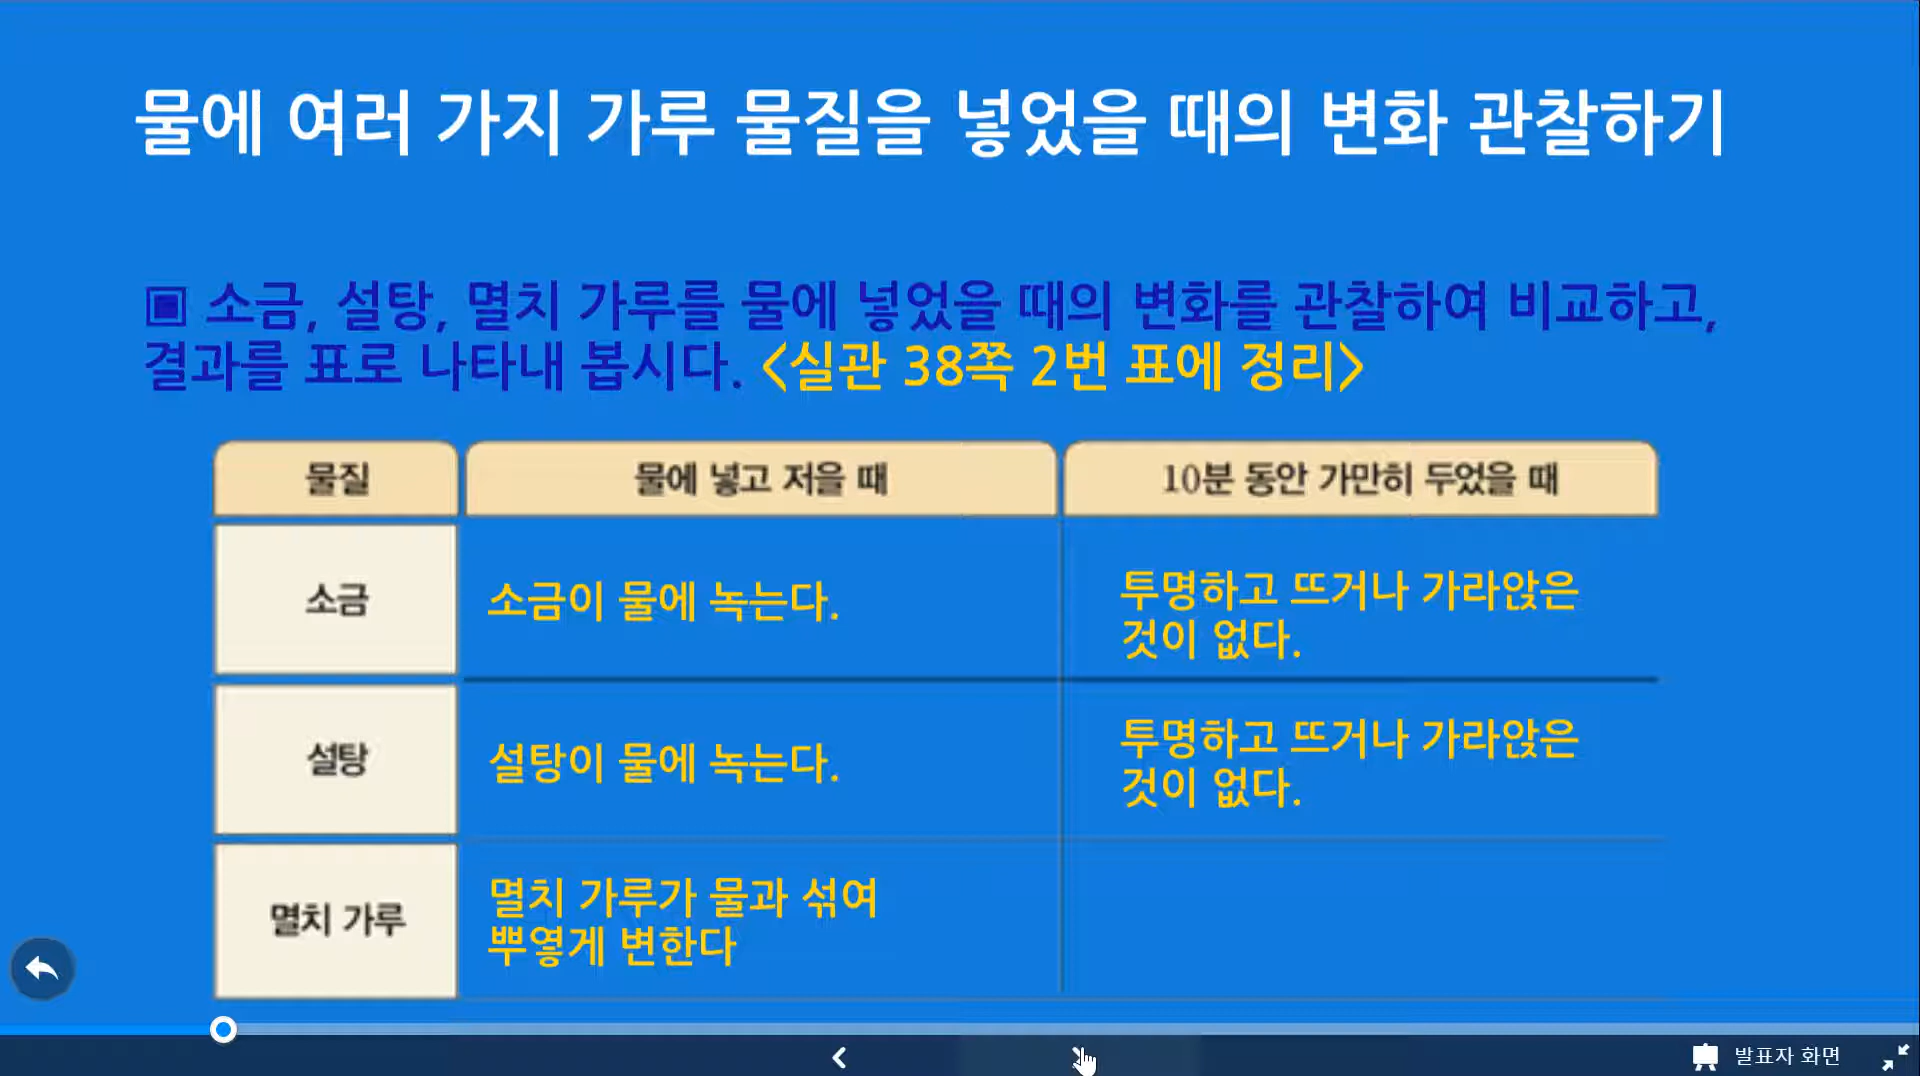 물에 여러 가지 가루 물질을 넣었을 때의 변화 관찰하기
▣ 소금, 설탕, 멸치 가루를 물에 넣었을 때의 변화를 관찰하여 비교하고,
결과를 표로 나타내 봅시다. <실관 38쪽 2번 표에 정리>
물질
물에 넣고 저을 때
10분 동안 가만히 두었을 때
소금
소금이 물에 녹는다.
투명하고 뜨거나 가라앉은
것이 없다.
설탕
설탕이 물에 녹는다.
투명하고 뜨거나 가라앉은
것이 없다.
멸치 가루
멸치 가루가 물과 섞여
뿌옇게 변한다
발표자 화면